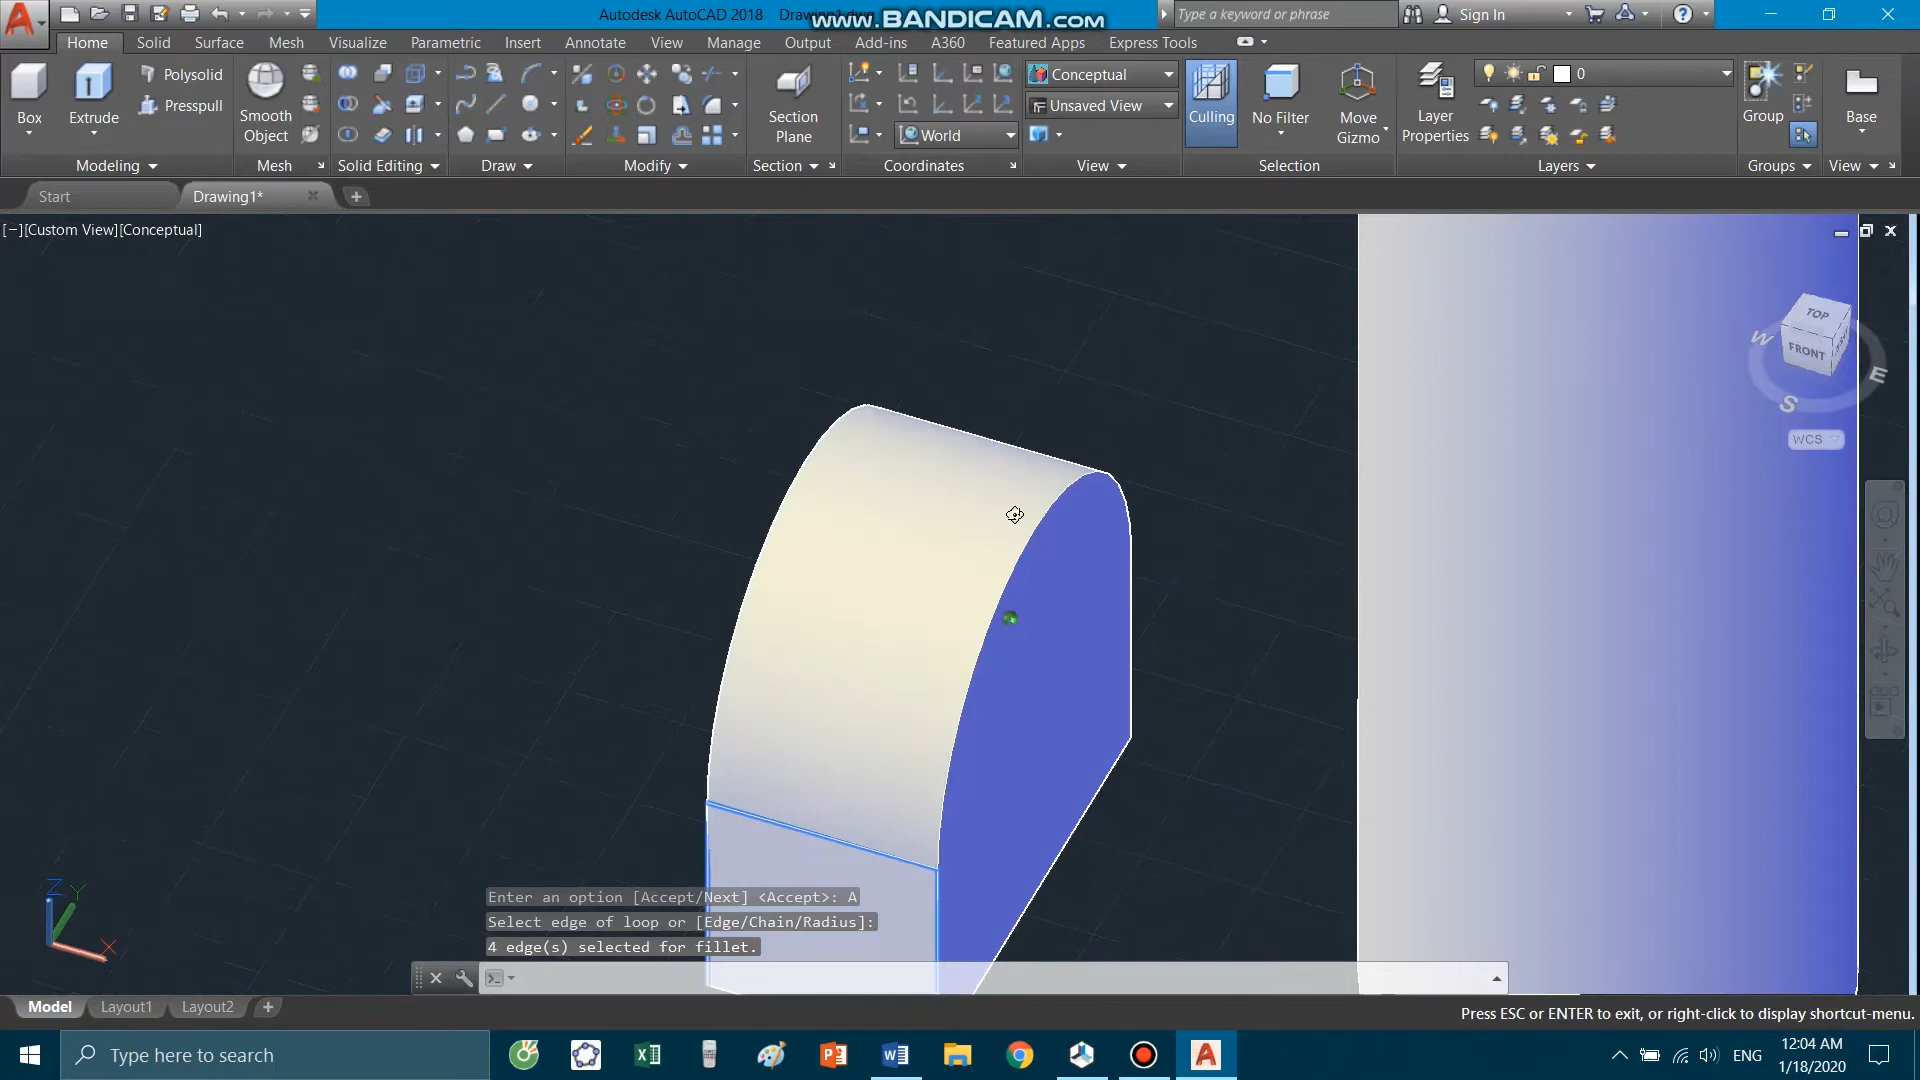 Autodesk AutoCAD 2018 Drawing1.dwg
www.BANDICAM.com
Type a keyword or phrase
Sign In
Home Solid Surface Mesh Visualize Parametric Insert Annotate View Manage Output Add-ins A360 Featured Apps Express Tools
Box
Extrude
Polysolid
Presspull
Smooth Object
Section Plane
World
Conceptual
Unsaved View
Culling
No Filter
Move Gizmo
Layer Properties
0
Group
Base
Modeling Mesh Solid Editing Draw Modify Section Coordinates View Selection Layers Groups View
Start Drawing1*
[−][Custom View][Conceptual]
TOP
FRONT
W
E
S
WCS
Z
Y
X
Enter an option [Accept/Next] <Accept>: A
Select edge of loop or [Edge/Chain/Radius]:
4 edge(s) selected for fillet.
Model Layout1 Layout2
Press ESC or ENTER to exit, or right-click to display shortcut-menu.
Type here to search
ENG
12:04 AM
1/18/2020